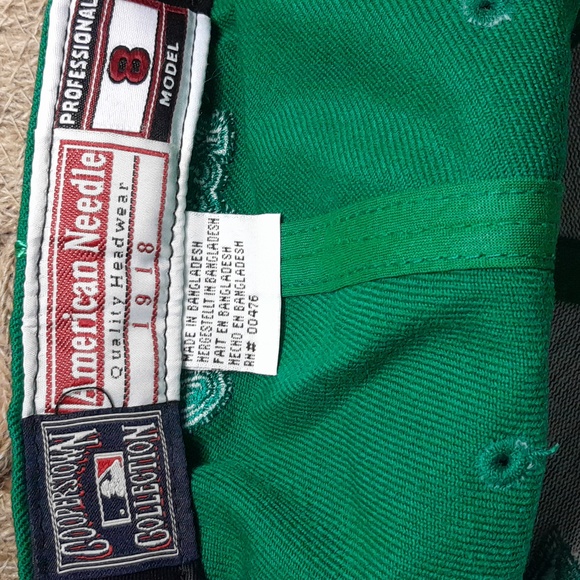 PROFESSIONAL
8
MODEL
American Needle
Quality Headwear
1918
COOPERSTOWN
COLLECTION
MADE IN BANGLADESH
HERGESTELLT IN BANGLADESH
FAIT EN BANGLADESH
HECHO EN BANGLADESH
RN# 00476